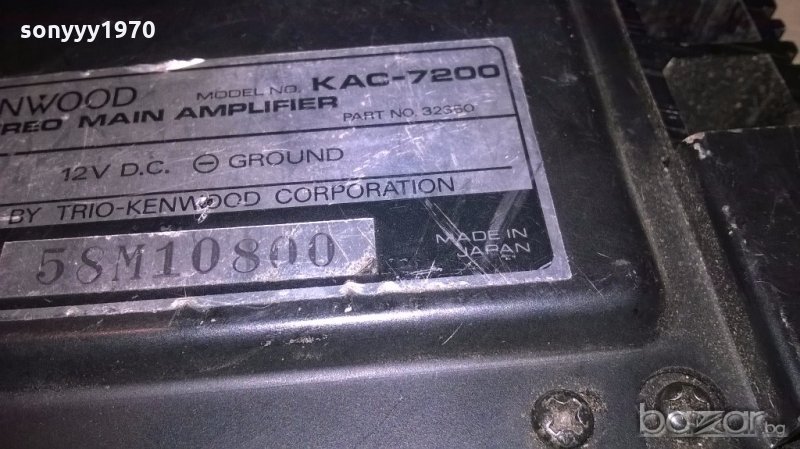 sonyyy1970
NWOOD MODEL NO. KAC-7200
REO MAIN AMPLIFIER PART NO. 32360
12V D.C. ⊖ GROUND
BY TRIO-KENWOOD CORPORATION
58M10800
MADE IN
JAPAN
bazar.bg